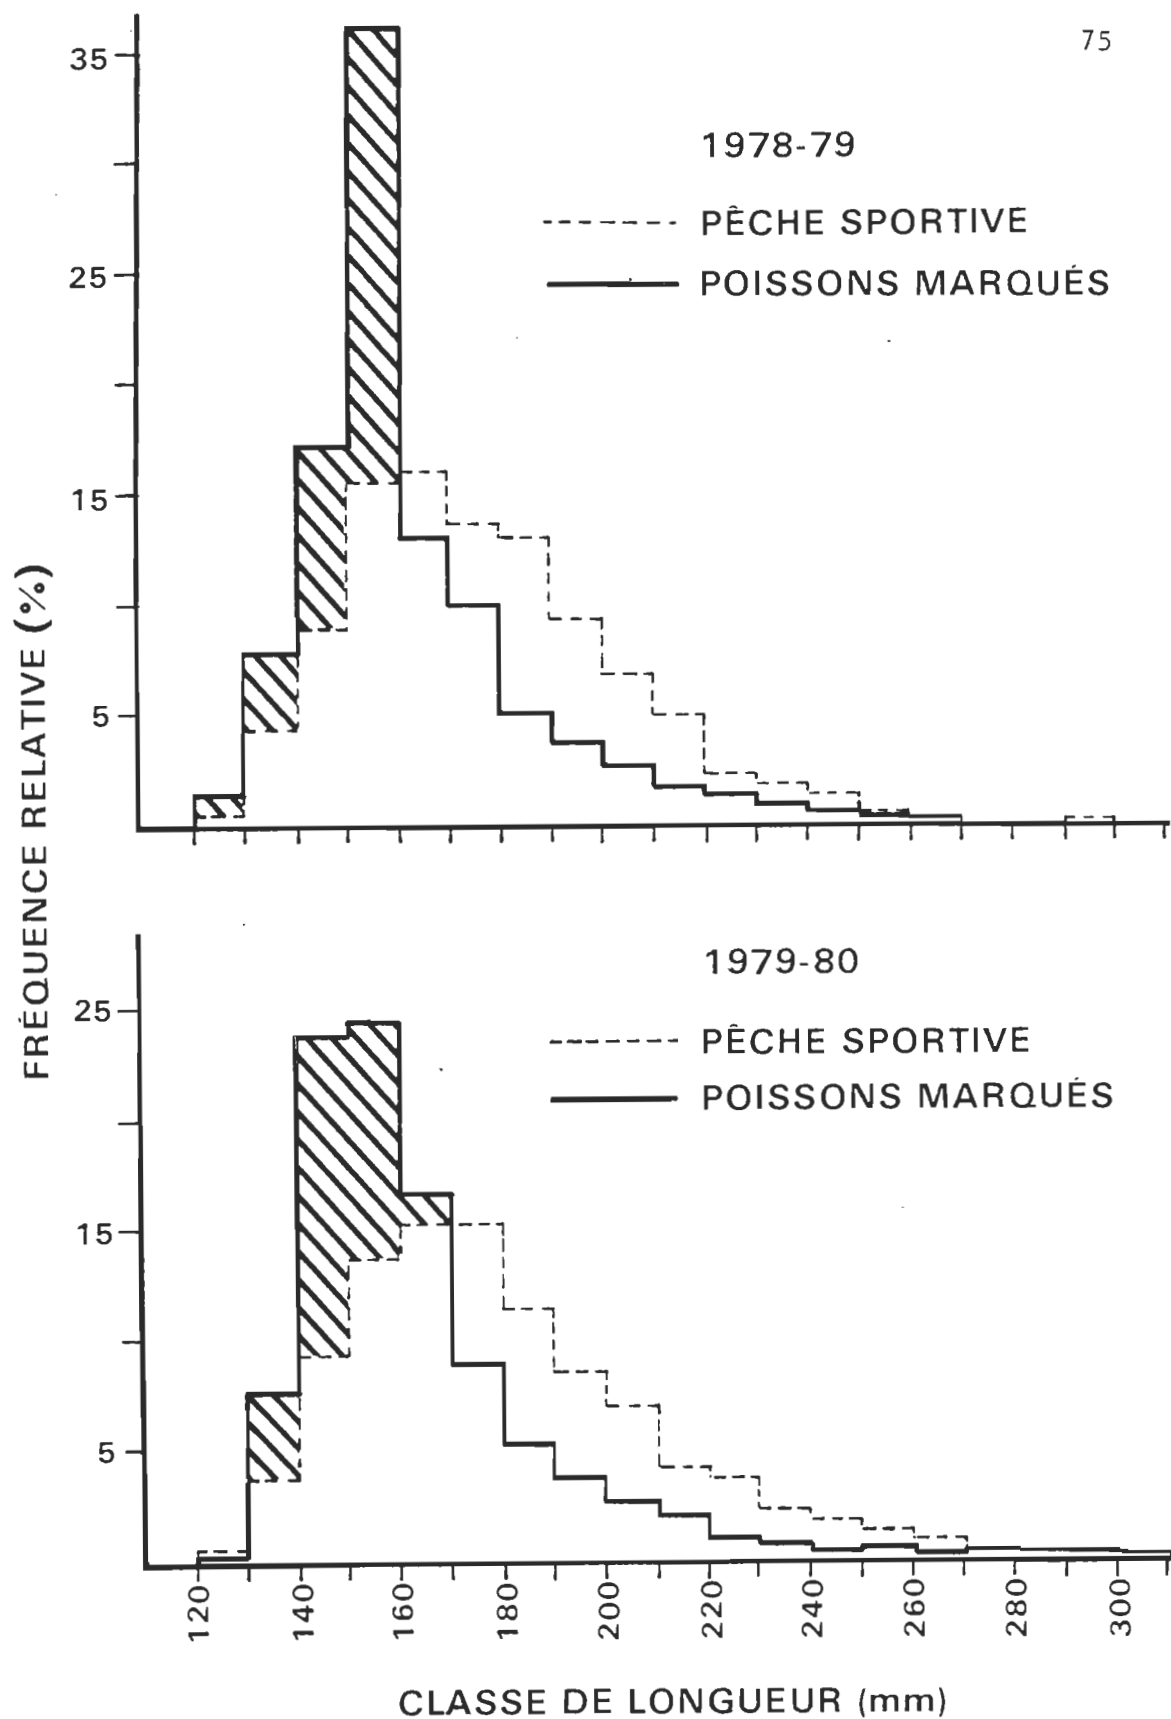 75
35
25
15
5
1978-79
PÊCHE SPORTIVE
POISSONS MARQUÉS
FRÉQUENCE RELATIVE (%)
25
15
5
1979-80
PÊCHE SPORTIVE
POISSONS MARQUÉS
120 140 160 180 200 220 240 260 280 300
CLASSE DE LONGUEUR (mm)